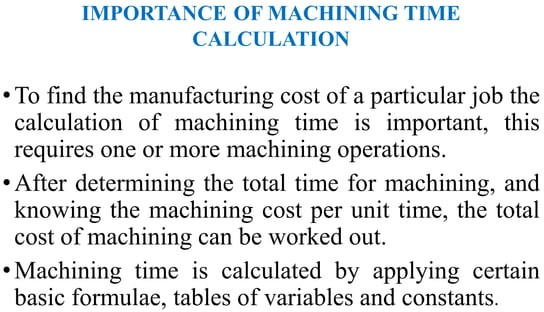 IMPORTANCE OF MACHINING TIME
CALCULATION
•To find the manufacturing cost of a particular job the
calculation of machining time is important, this
requires one or more machining operations.
•After determining the total time for machining, and
knowing the machining cost per unit time, the total
cost of machining can be worked out.
•Machining time is calculated by applying certain
basic formulae, tables of variables and constants.